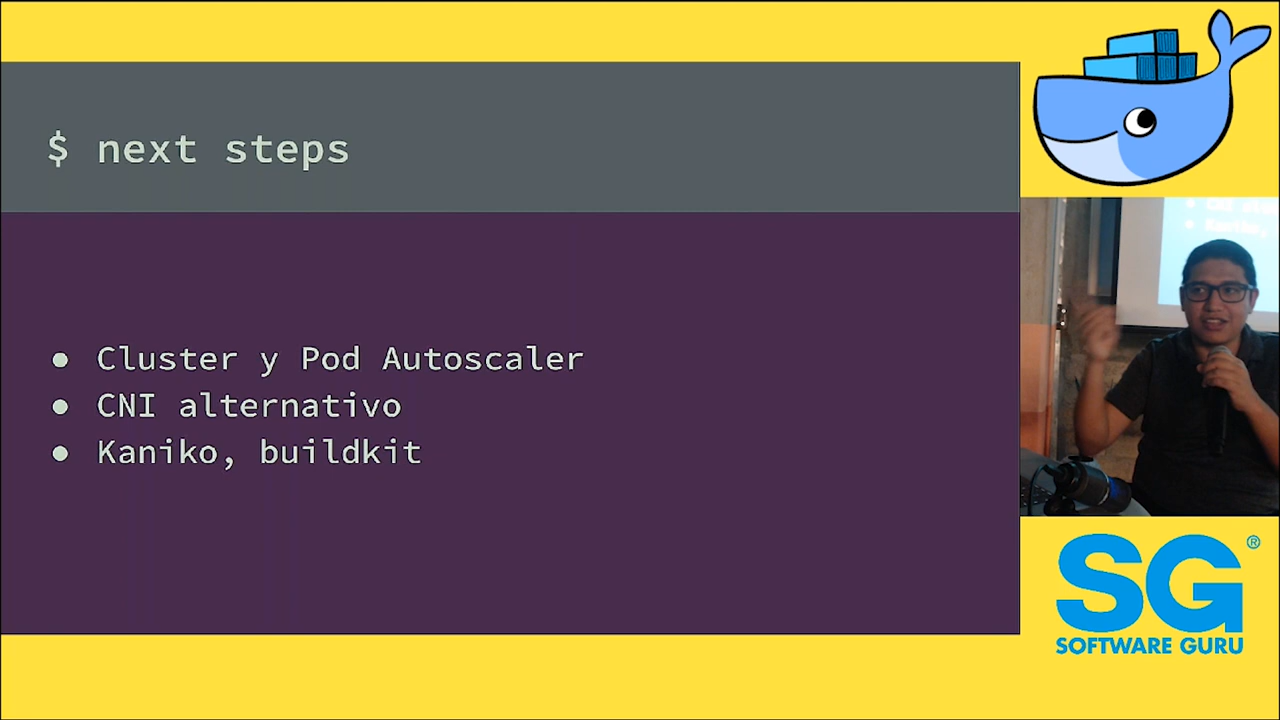 $ next steps
● Cluster y Pod Autoscaler
● CNI alternativo
● Kaniko, buildkit
SG®
SOFTWARE GURU